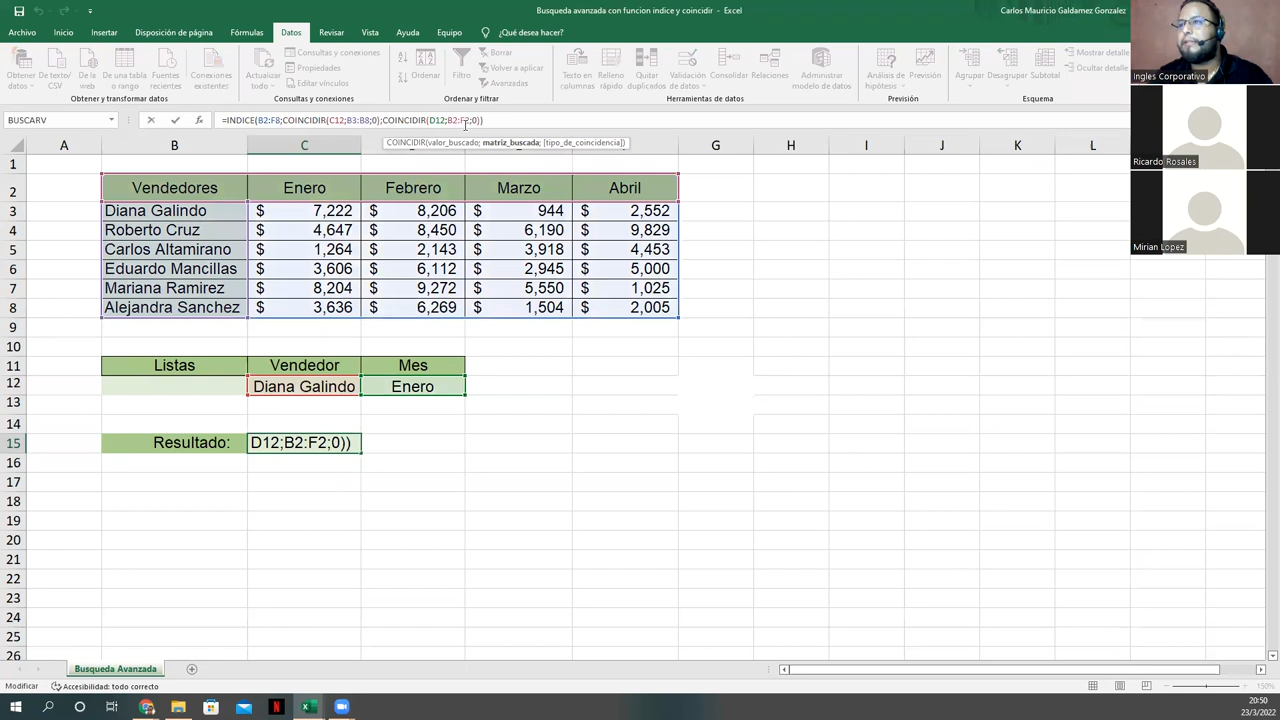 Busqueda avanzada con funcion indice y coincidir - Excel
Carlos Mauricio Galdamez Gonzalez
Archivo Inicio Insertar Disposición de página Fórmulas Datos Revisar Vista Ayuda Equipo ¿Qué desea hacer?
Obtener datos
De texto/ CSV
De la web
De una tabla o rango
Fuentes recientes
Conexiones existentes
Obtener y transformar datos
Actualizar todo
Consultas y conexiones
Propiedades
Editar vínculos
Consultas y conexiones
Ordenar
Filtro
Borrar
Volver a aplicar
Avanzadas
Ordenar y filtrar
Texto en columnas
Relleno rápido
Quitar duplicados
Validación de datos
Consolidar
Relaciones
Administrar modelo de datos
Herramientas de datos
Análisis de hipótesis
Previsión
Previsión
Agrupar
Desagrupar
Subtotal
Mostrar detalle
Ocultar detalle
Esquema
Ingles Corporativo
Ricardo Rosales
Mirian Lopez
BUSCARV
=INDICE(B2:F8;COINCIDIR(C12;B3:B8;0);COINCIDIR(D12;B2:F2;0))
COINCIDIR(valor_buscado; matriz_buscada; [tipo_de_coincidencia])
A B C G H I J K L
1
2 Vendedores Enero Febrero Marzo Abril
3 Diana Galindo $ 7,222 $ 8,206 $ 944 $ 2,552
4 Roberto Cruz $ 4,647 $ 8,450 $ 6,190 $ 9,829
5 Carlos Altamirano $ 1,264 $ 2,143 $ 3,918 $ 4,453
6 Eduardo Mancillas $ 3,606 $ 6,112 $ 2,945 $ 5,000
7 Mariana Ramirez $ 8,204 $ 9,272 $ 5,550 $ 1,025
8 Alejandra Sanchez $ 3,636 $ 6,269 $ 1,504 $ 2,005
9
10
11 Listas Vendedor Mes
12 Diana Galindo Enero
13
14
15 Resultado: D12;B2:F2;0))
16
17
18
19
20
21
22
23
24
25
26
Busqueda Avanzada
Modificar Accesibilidad: todo correcto
150%
20:50
23/3/2022